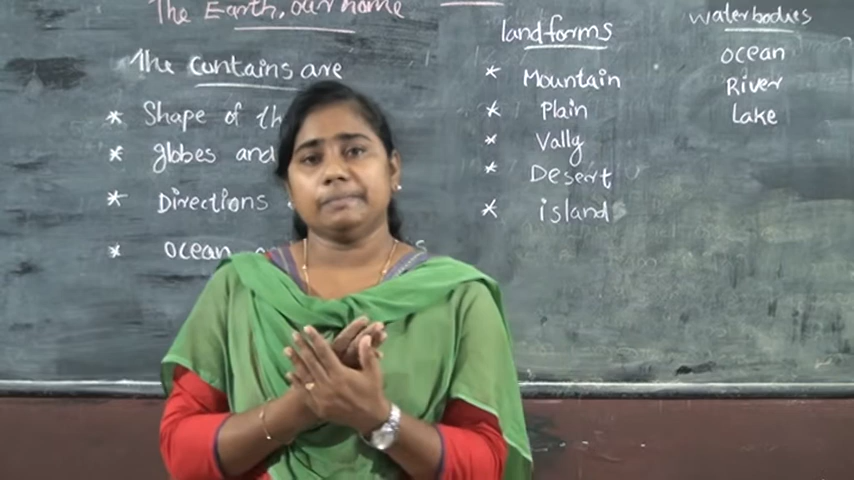 The Earth, our home
The Contains are
* Shape of th
* globes and
* Directions
* ocean
landforms
* Mountain
* Plain
* Vally
* Desert
* island
waterbodies
ocean
River
Lake